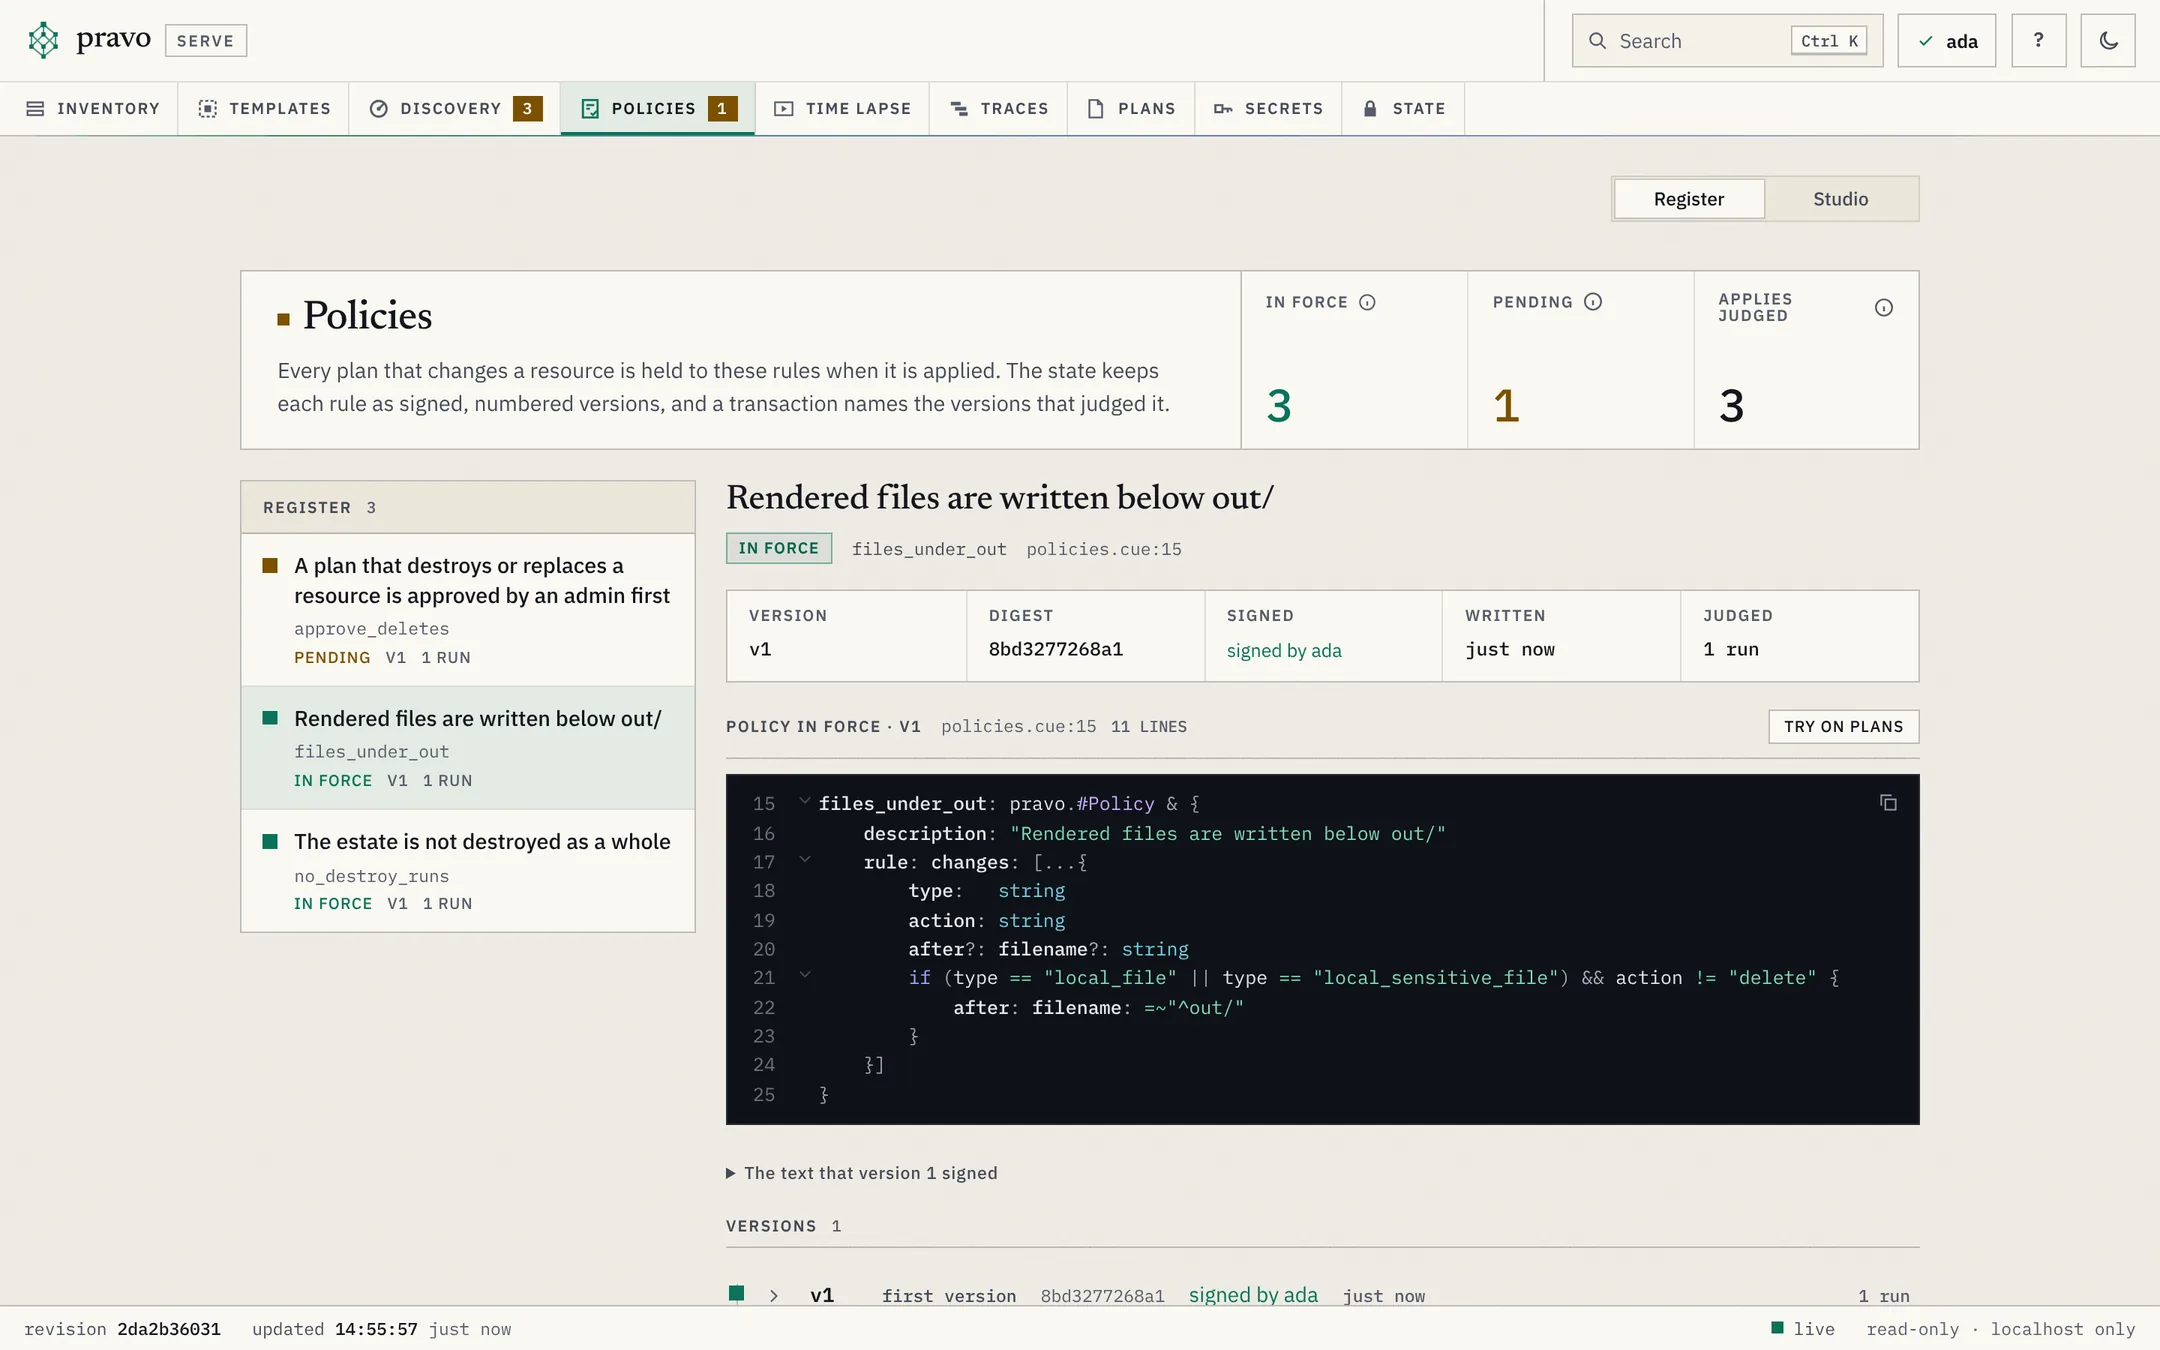 pravo SERVE Search Ctrl K ada ?
INVENTORY TEMPLATES DISCOVERY 3 POLICIES 1 TIME LAPSE TRACES PLANS SECRETS STATE
Register Studio
Policies
Every plan that changes a resource is held to these rules when it is applied. The state keeps
each rule as signed, numbered versions, and a transaction names the versions that judged it.
IN FORCE
3
PENDING
1
APPLIES
JUDGED
3
REGISTER 3
A plan that destroys or replaces a
resource is approved by an admin first
approve_deletes
PENDING V1 1 RUN
Rendered files are written below out/
files_under_out
IN FORCE V1 1 RUN
The estate is not destroyed as a whole
no_destroy_runs
IN FORCE V1 1 RUN
Rendered files are written below out/
IN FORCE files_under_out policies.cue:15
VERSION
v1
DIGEST
8bd3277268a1
SIGNED
signed by ada
WRITTEN
just now
JUDGED
1 run
POLICY IN FORCE · V1 policies.cue:15 11 LINES TRY ON PLANS
15 files_under_out: pravo.#Policy & {
16     description: "Rendered files are written below out/"
17     rule: changes: [...{
18         type:   string
19         action: string
20         after?: filename?: string
21         if (type == "local_file" || type == "local_sensitive_file") && action != "delete" {
22             after: filename: =~"^out/"
23         }
24     }]
25 }
The text that version 1 signed
VERSIONS 1
v1 first version 8bd3277268a1 signed by ada just now 1 run
revision 2da2b36031 updated 14:55:57 just now live read-only · localhost only